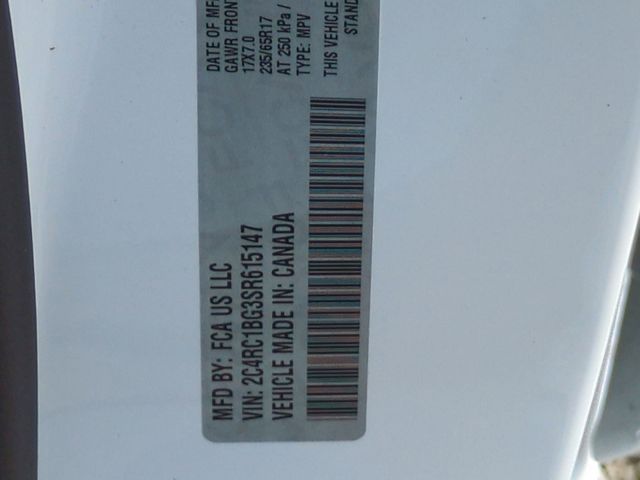 MFD BY: FCA US LLC
DATE OF MF
VIN: 2C4RC1BG3SR615147
GAWR FRONT
VEHICLE MADE IN: CANADA
17X7.0
235/65R17
AT 250 kPa /
TYPE: MPV
THIS VEHICLE
STAND